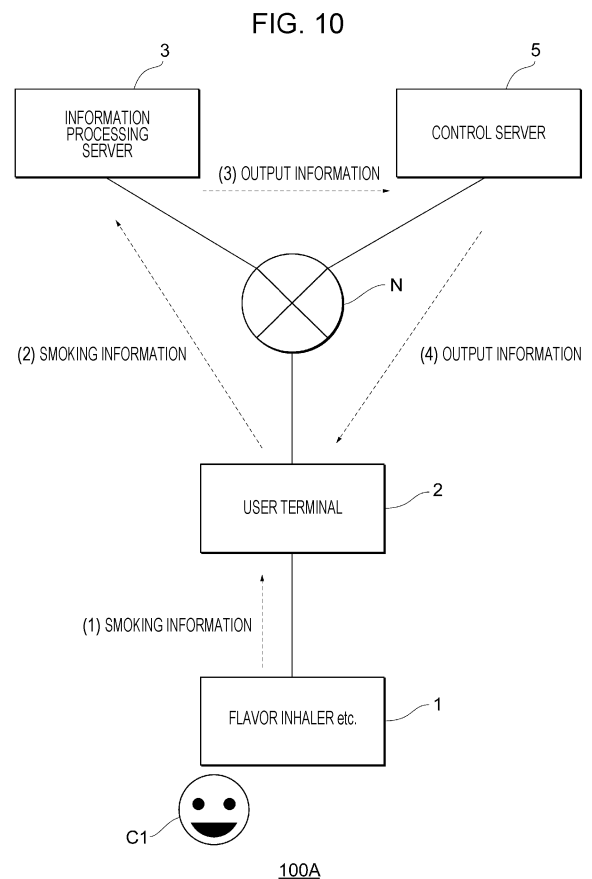 FIG. 10
3
5
INFORMATION
PROCESSING
SERVER
CONTROL SERVER
(3) OUTPUT INFORMATION
N
(2) SMOKING INFORMATION
(4) OUTPUT INFORMATION
USER TERMINAL
2
(1) SMOKING INFORMATION
FLAVOR INHALER etc.
1
C1
100A